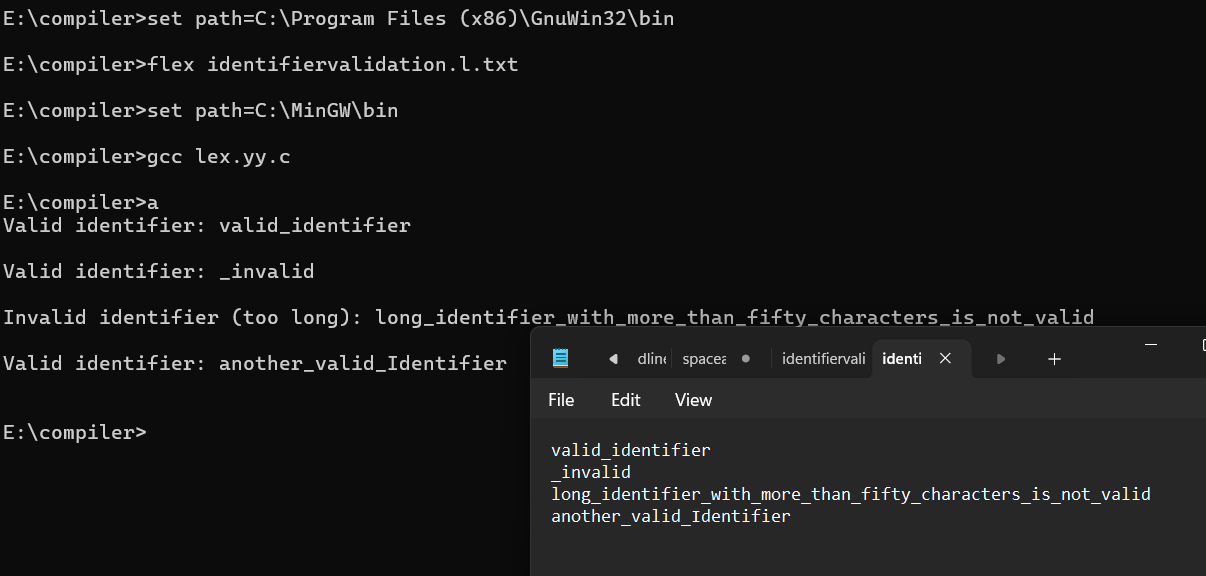 E:\compiler>set path=C:\Program Files (x86)\GnuWin32\bin
E:\compiler>flex identifiervalidation.l.txt
E:\compiler>set path=C:\MinGW\bin
E:\compiler>gcc lex.yy.c
E:\compiler>a
Valid identifier: valid_identifier
Valid identifier: _invalid
Invalid identifier (too long): long_identifier_with_more_than_fifty_characters_is_not_valid
Valid identifier: another_valid_Identifier
E:\compiler>
dline spacea identifiervali identi
File Edit View
valid_identifier
_invalid
long_identifier_with_more_than_fifty_characters_is_not_valid
another_valid_Identifier